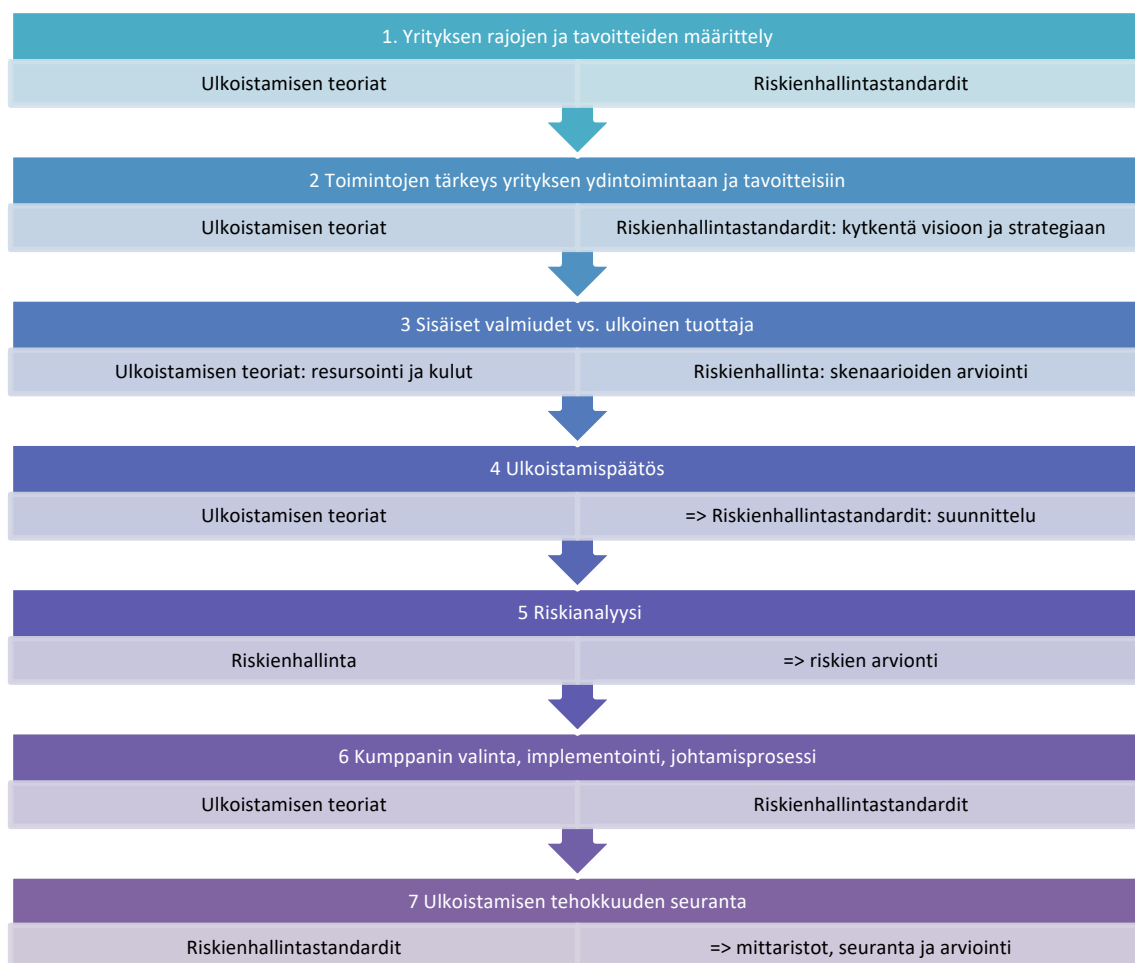 1. Yrityksen rajojen ja tavoitteiden määrittely
Ulkoistamisen teoriat
Riskienhallintastandardit
2 Toimintojen tärkeys yrityksen ydintoimintaan ja tavoitteisiin
Ulkoistamisen teoriat
Riskienhallintastandardit: kytkentä visioon ja strategiaan
3 Sisäiset valmiudet vs. ulkoinen tuottaja
Ulkoistamisen teoriat: resursointi ja kulut
Riskienhallinta: skenaarioiden arviointi
4 Ulkoistamispäätös
Ulkoistamisen teoriat
=> Riskienhallintastandardit: suunnittelu
5 Riskianalyysi
Riskienhallinta
=> riskien arvionti
6 Kumppanin valinta, implementointi, johtamisprosessi
Ulkoistamisen teoriat
Riskienhallintastandardit
7 Ulkoistamisen tehokkuuden seuranta
Riskienhallintastandardit
=> mittaristot, seuranta ja arviointi